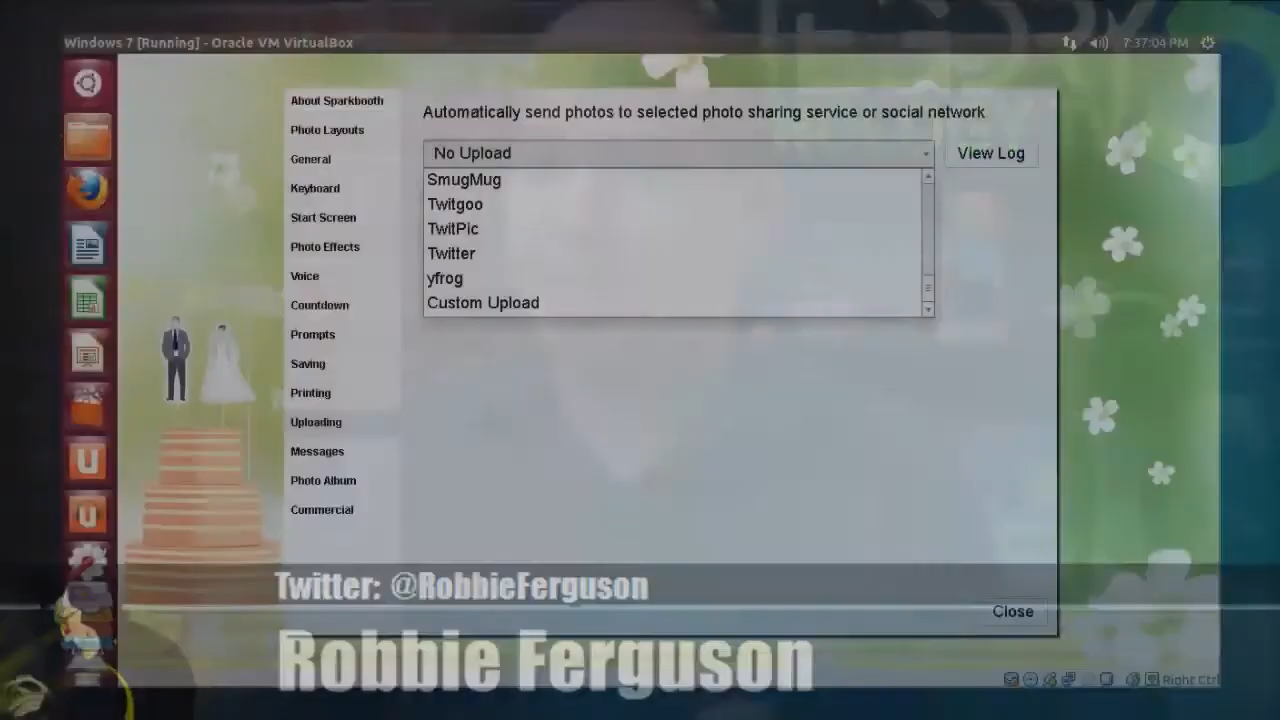 Windows 7 [Running] - Oracle VM VirtualBox
7:37:04 PM
About Sparkbooth
Photo Layouts
General
Keyboard
Start Screen
Photo Effects
Voice
Countdown
Prompts
Saving
Printing
Uploading
Messages
Photo Album
Commercial
Automatically send photos to selected photo sharing service or social network
No Upload
View Log
SmugMug
Twitgoo
TwitPic
Twitter
yfrog
Custom Upload
Close
Twitter: @RobbieFerguson
Robbie Ferguson
Right Ctrl